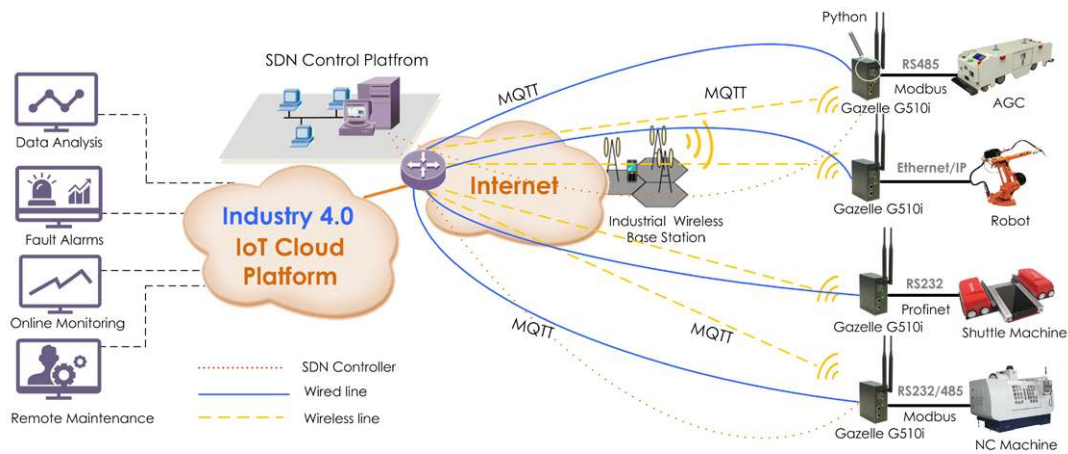 SDN Control Platfrom
Data Analysis
Fault Alarms
Online Monitoring
Remote Maintenance
Industry 4.0
IoT Cloud
Platform
Internet
Industrial Wireless
Base Station
MQTT
MQTT
MQTT
MQTT
Python
RS485
Modbus
Gazelle G510i
AGC
Ethernet/IP
Gazelle G510i
Robot
RS232
Profinet
Gazelle G510i
Shuttle Machine
RS232/485
Modbus
Gazelle G510i
NC Machine
SDN Controller
Wired line
Wireless line